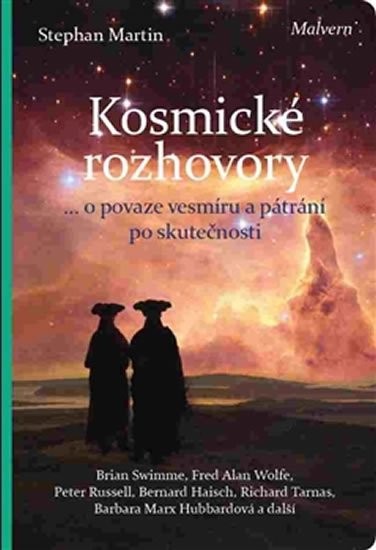 Stephan Martin
Malvern
Kosmické
rozhovory
... o povaze vesmíru a pátrání
po skutečnosti
Brian Swimme, Fred Alan Wolfe,
Peter Russell, Bernard Haisch, Richard Tarnas,
Barbara Marx Hubbardová a další